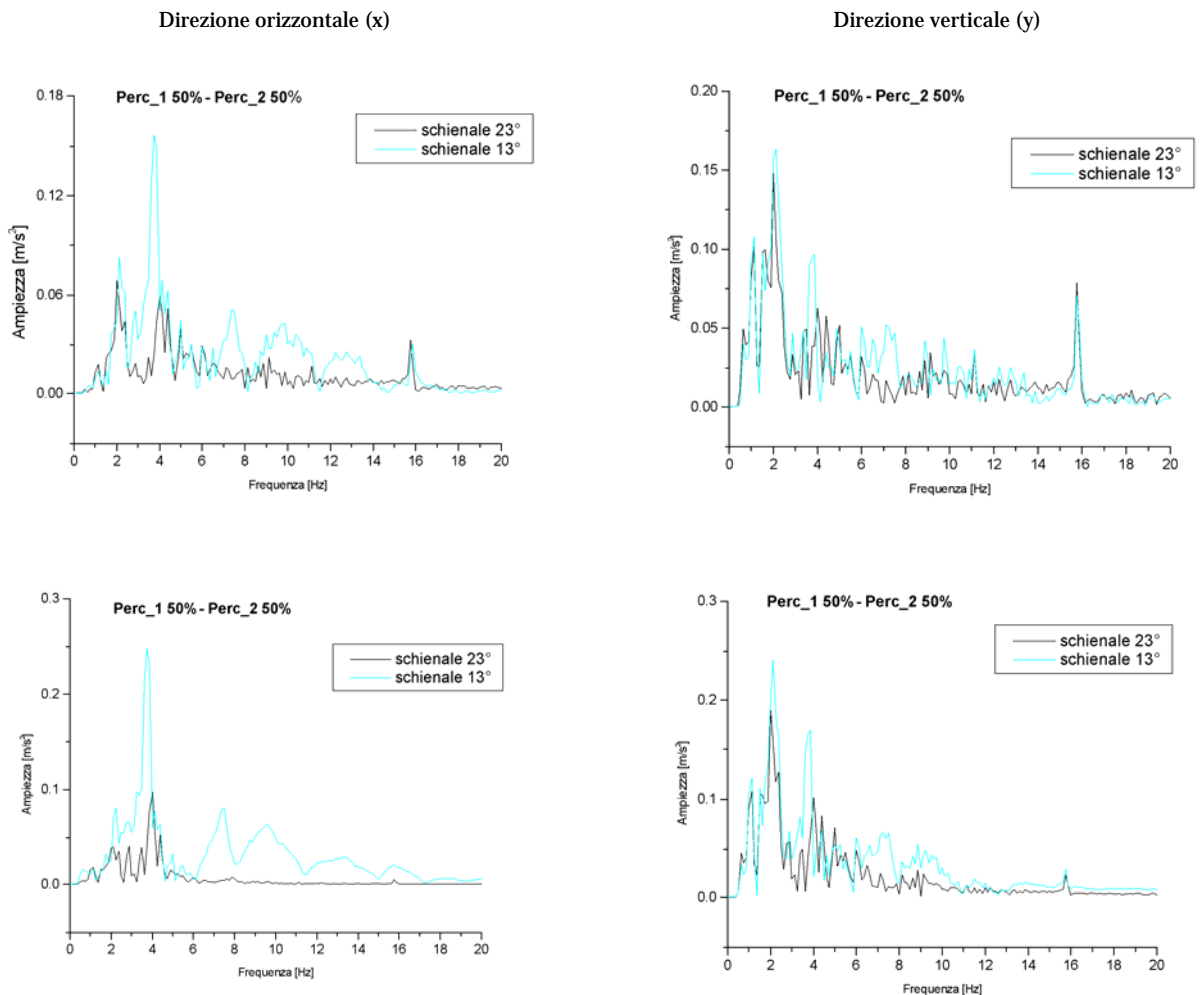 Direzione orizzontale (x)
Direzione verticale (y)
Perc_1 50% - Perc_2 50%
schienale 23°
schienale 13°
Ampiezza [m/s²]
0.18
0.12
0.06
0.00
0 2 4 6 8 10 12 14 16 18 20
Frequenza [Hz]
Perc_1 50% - Perc_2 50%
schienale 23°
schienale 13°
Ampiezza [m/s²]
0.20
0.15
0.10
0.05
0.00
0 2 4 6 8 10 12 14 16 18 20
Frequenza [Hz]
Perc_1 50% - Perc_2 50%
schienale 23°
schienale 13°
Ampiezza [m/s²]
0.3
0.2
0.1
0.0
0 2 4 6 8 10 12 14 16 18 20
Frequenza [Hz]
Perc_1 50% - Perc_2 50%
schienale 23°
schienale 13°
Ampiezza [m/s²]
0.3
0.2
0.1
0.0
0 2 4 6 8 10 12 14 16 18 20
Frequenza [Hz]